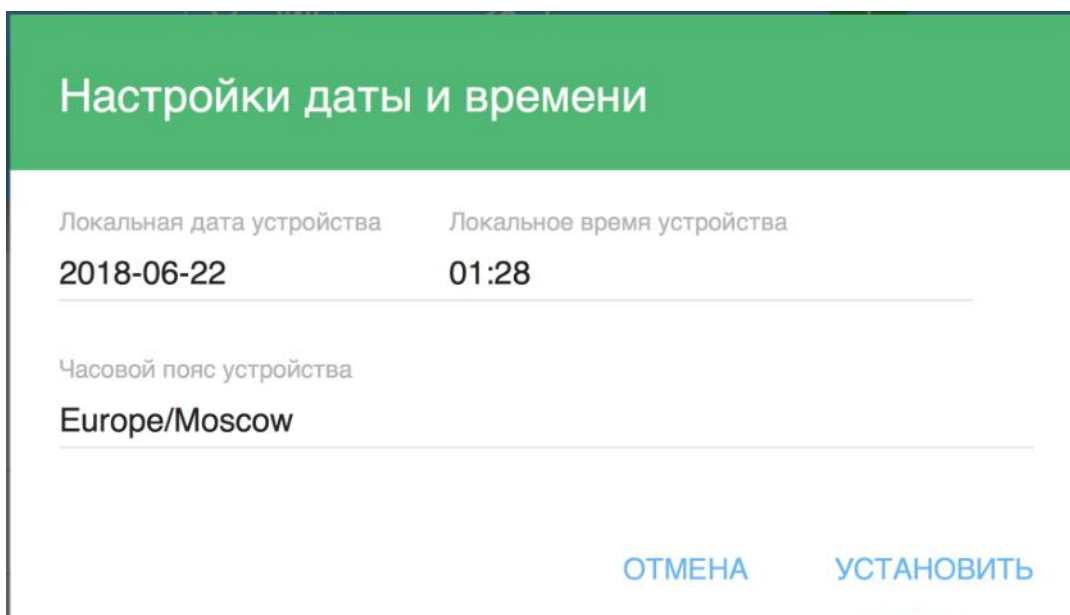 Настройки даты и времени
Локальная дата устройства Локальное время устройства
2018-06-22 01:28
Часовой пояс устройства
Europe/Moscow
ОТМЕНА УСТАНОВИТЬ